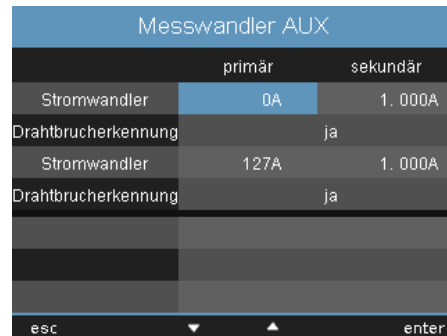 Messwandler AUX
primär sekundär
Stromwandler 0A 1.000A
Drahtbrucherkennung ja
Stromwandler 127A 1.000A
Drahtbrucherkennung ja
esc enter